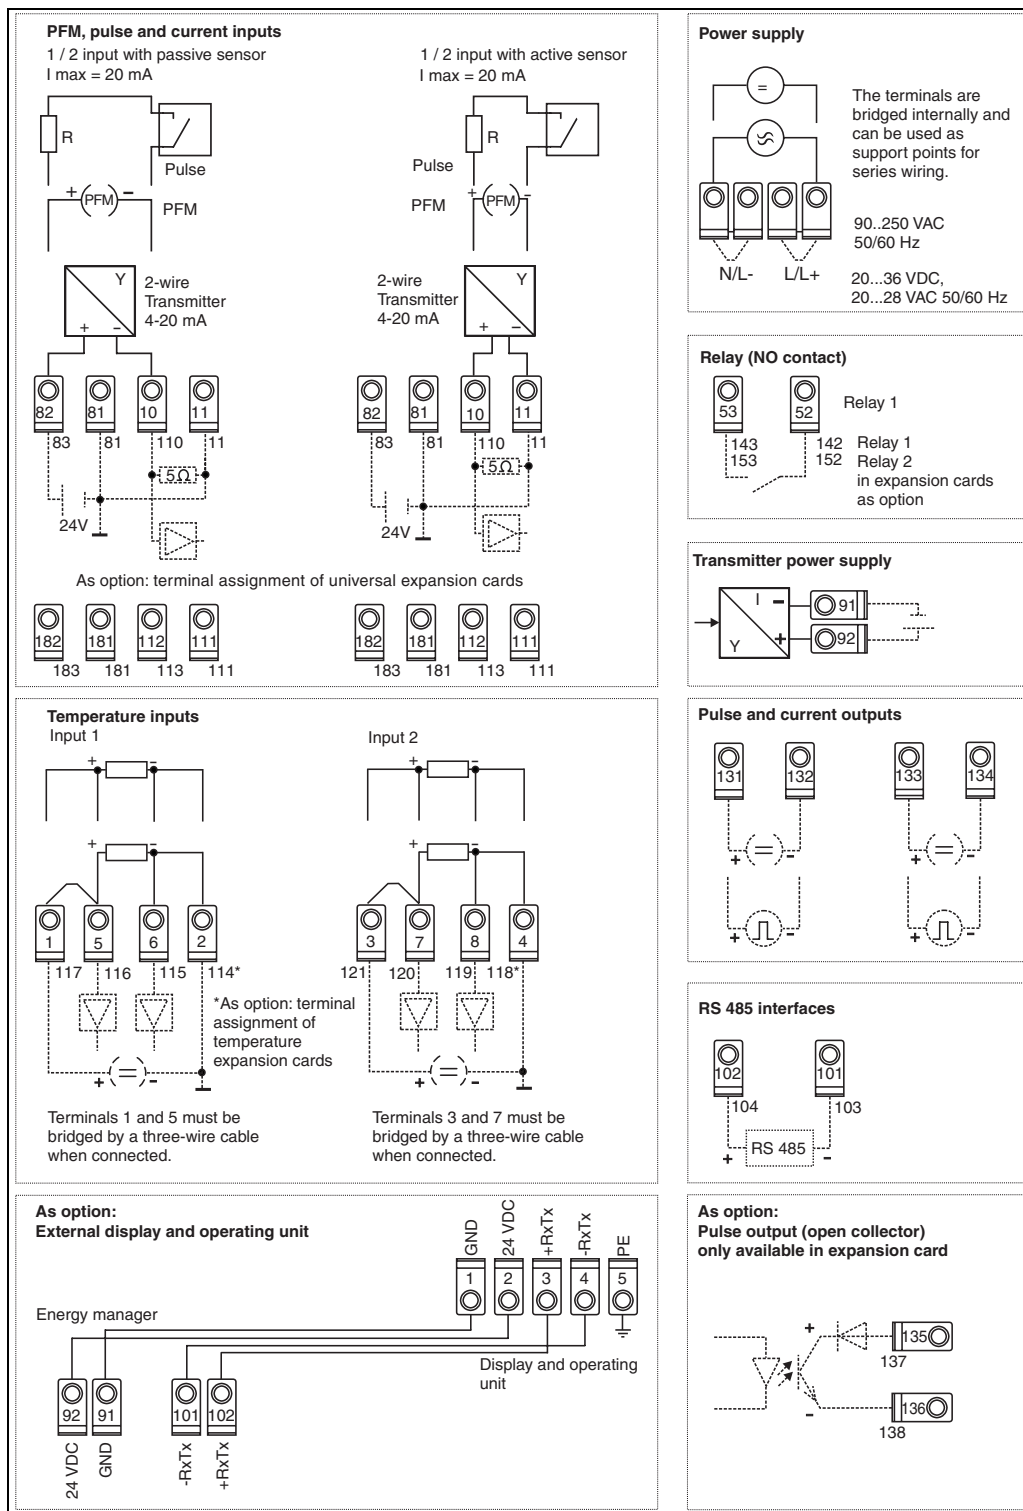 PFM, pulse and current inputs
1 / 2 input with passive sensor
I max = 20 mA
1 / 2 input with active sensor
I max = 20 mA
R
Pulse
+ PFM -
PFM
R
Pulse
+ PFM -
PFM
Y
+ -
2-wire
Transmitter
4-20 mA
Y
+ -
2-wire
Transmitter
4-20 mA
82 81 10 11
83 81 110 11
5Ω
24V
82 81 10 11
83 81 110 11
5Ω
24V
As option: terminal assignment of universal expansion cards
182 181 112 111
183 181 113 111
182 181 112 111
183 181 113 111
Power supply
=
The terminals are
bridged internally and
can be used as
support points for
series wiring.
N/L- L/L+
90..250 VAC
50/60 Hz
20...36 VDC,
20...28 VAC 50/60 Hz
Relay (NO contact)
53 52
Relay 1
143 142 Relay 1
153 152 Relay 2
in expansion cards
as option
Transmitter power supply
I - 91
Y + 92
Temperature inputs
Input 1
+ -
+ -
1 5 6 2
117 116 115 114*
+ = -
Input 2
+ -
+ -
3 7 8 4
121 120 119 118*
+ = -
*As option: terminal
assignment of
temperature
expansion cards
Terminals 1 and 5 must be
bridged by a three-wire cable
when connected.
Terminals 3 and 7 must be
bridged by a three-wire cable
when connected.
Pulse and current outputs
131 132 133 134
+ = - + = -
+ - + -
RS 485 interfaces
102 101
104 103
+ RS 485 -
As option:
External display and operating unit
GND
24 VDC
+RxTx
-RxTx
PE
1 2 3 4 5
Energy manager
Display and operating
unit
92 91 101 102
24 VDC
GND
-RxTx
+RxTx
As option:
Pulse output (open collector)
only available in expansion card
+ 135
137
- 136
138